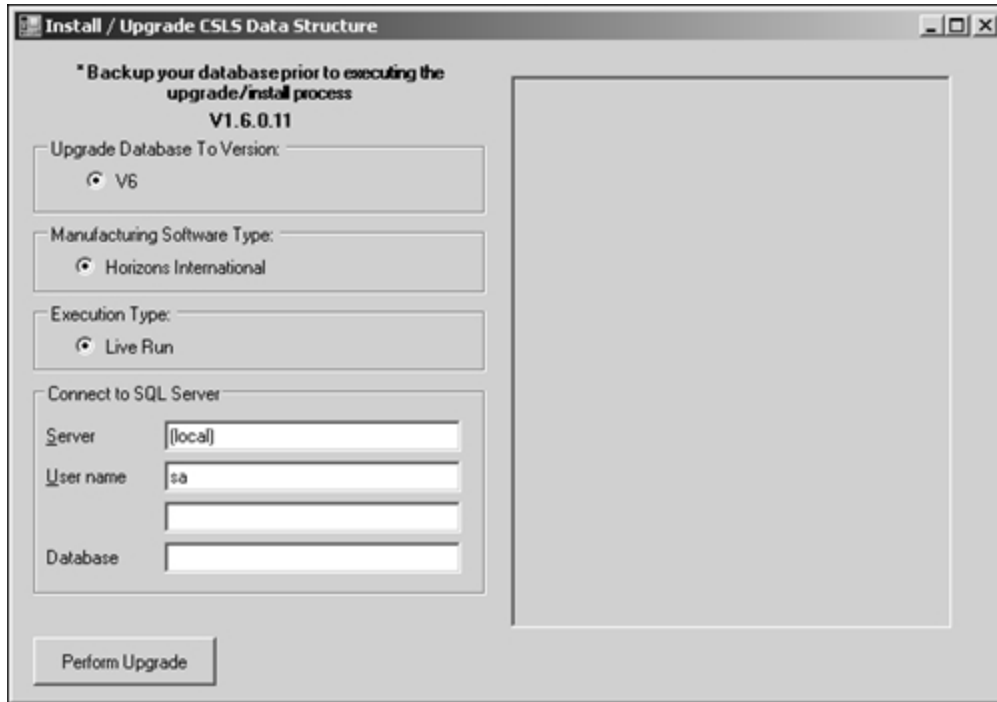 Install / Upgrade CSLS Data Structure
*Backup your database prior to executing the
upgrade/install process
V1.6.0.11
Upgrade Database To Version:
V6
Manufacturing Software Type:
Horizons International
Execution Type:
Live Run
Connect to SQL Server
Server (local)
User name sa
Database
Perform Upgrade